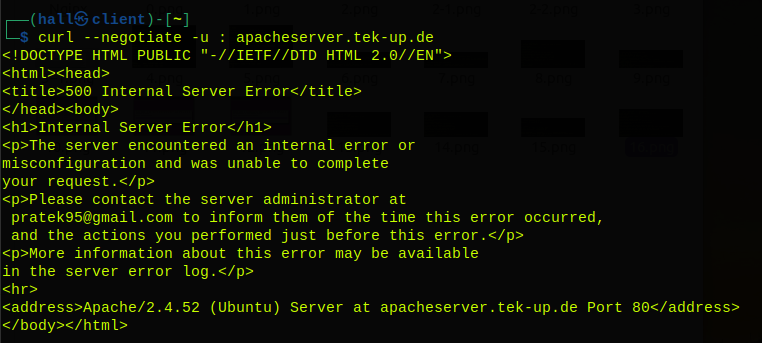 ┌──(hall㉿client)-[~]
└─$ curl --negotiate -u : apacheserver.tek-up.de
<!DOCTYPE HTML PUBLIC "-//IETF//DTD HTML 2.0//EN">
<html><head>
<title>500 Internal Server Error</title>
</head><body>
<h1>Internal Server Error</h1>
<p>The server encountered an internal error or
misconfiguration and was unable to complete
your request.</p>
<p>Please contact the server administrator at
 pratek95@gmail.com to inform them of the time this error occurred,
 and the actions you performed just before this error.</p>
<p>More information about this error may be available
in the server error log.</p>
<hr>
<address>Apache/2.4.52 (Ubuntu) Server at apacheserver.tek-up.de Port 80</address>
</body></html>